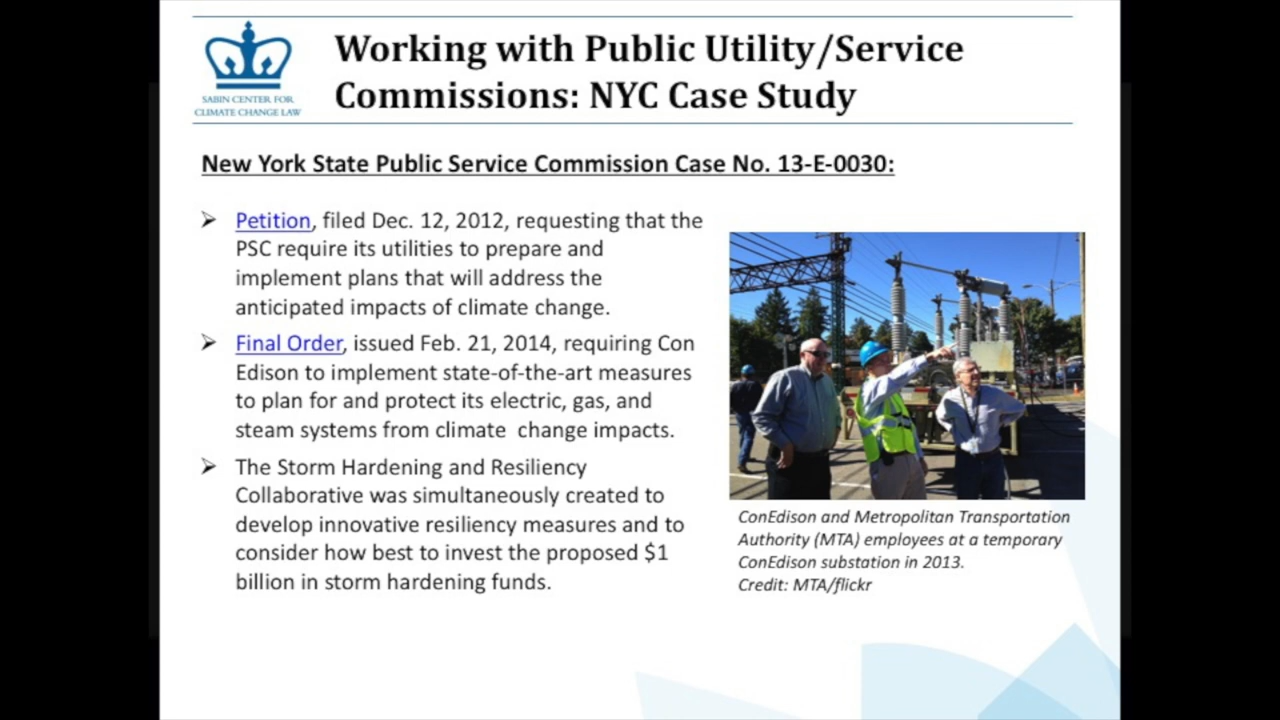 SABIN CENTER FOR
CLIMATE CHANGE LAW
Working with Public Utility/Service
Commissions: NYC Case Study
New York State Public Service Commission Case No. 13-E-0030:
➢ Petition, filed Dec. 12, 2012, requesting that the
PSC require its utilities to prepare and
implement plans that will address the
anticipated impacts of climate change.
➢ Final Order, issued Feb. 21, 2014, requiring Con
Edison to implement state-of-the-art measures
to plan for and protect its electric, gas, and
steam systems from climate  change impacts.
➢ The Storm Hardening and Resiliency
Collaborative was simultaneously created to
develop innovative resiliency measures and to
consider how best to invest the proposed $1
billion in storm hardening funds.
ConEdison and Metropolitan Transportation
Authority (MTA) employees at a temporary
ConEdison substation in 2013.
Credit: MTA/flickr